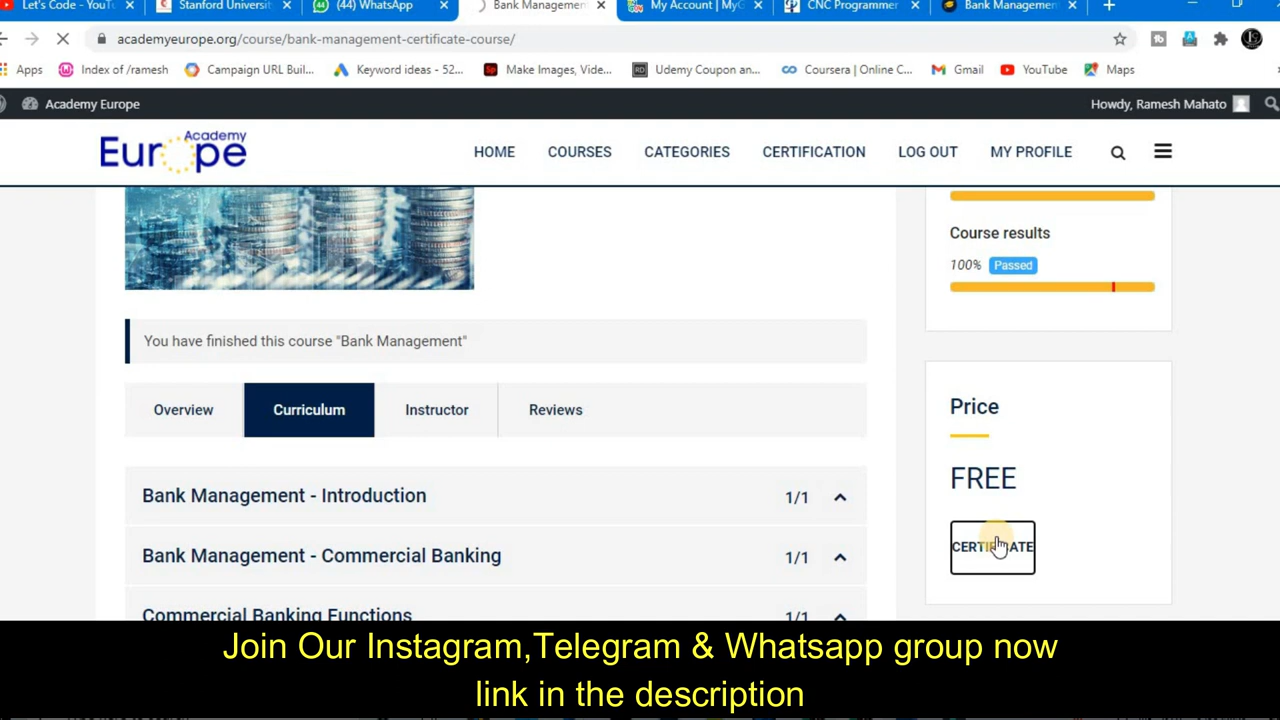 Let's Code - YouTu
Stanford Universit
(44) WhatsApp
Bank Managemen
My Account | MyG
CNC Programmer
Bank Managemen
academyeurope.org/course/bank-management-certificate-course/
Apps
Index of /ramesh
Campaign URL Buil...
Keyword ideas - 52...
Make Images, Vide...
Udemy Coupon an...
Coursera | Online C...
Gmail
YouTube
Maps
Academy Europe
Howdy, Ramesh Mahato
Academy
Europe
HOME
COURSES
CATEGORIES
CERTIFICATION
LOG OUT
MY PROFILE
Course results
100% Passed
You have finished this course "Bank Management"
Overview
Curriculum
Instructor
Reviews
Price
FREE
CERTIFICATE
Bank Management - Introduction 1/1
Bank Management - Commercial Banking 1/1
Commercial Banking Functions 1/1
Join Our Instagram,Telegram & Whatsapp group now
link in the description